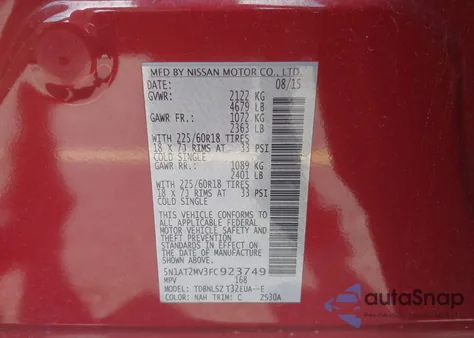 MFD BY NISSAN MOTOR CO., LTD.
DATE: 08/15
GVWR: 2122 KG
4679 LB
GAWR FR.: 1072 KG
2363 LB
WITH 225/60R18 TIRES
18 X 7J RIMS AT 33 PSI
COLD SINGLE
GAWR RR.: 1089 KG
2401 LB
WITH 225/60R18 TIRES
18 X 7J RIMS AT 33 PSI
COLD SINGLE
THIS VEHICLE CONFORMS TO
ALL APPLICABLE FEDERAL
MOTOR VEHICLE SAFETY AND
THEFT PREVENTION STANDARDS
IN EFFECT ON THE DATE OF
MANUFACTURE SHOWN ABOVE.
5N1AT2MV3FC923749
MPV 168
MODEL: TDBNLSZ T32EUA--E
COLOR: NAH TRIM: C 2530A
autoSnap